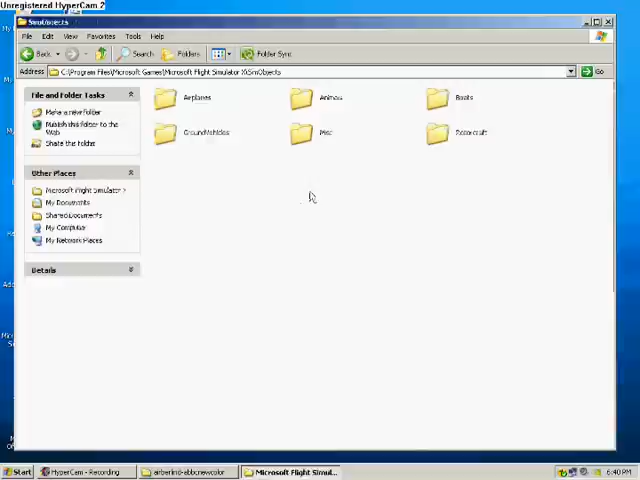 Unregistered HyperCam 2
SimObjects
File Edit View Favorites Tools Help
Back Search Folders Folder Sync
Address C:\Program Files\Microsoft Games\Microsoft Flight Simulator X\SimObjects Go
File and Folder Tasks
Make a new folder
Publish this folder to the
Web
Share this folder
Other Places
Microsoft Flight Simulator
My Documents
Shared Documents
My Computer
My Network Places
Details
Airplanes Animals Boats
GroundVehicles Misc Rotorcraft
Start HyperCam - Recording Microsoft Flight Simul... 6:40 PM